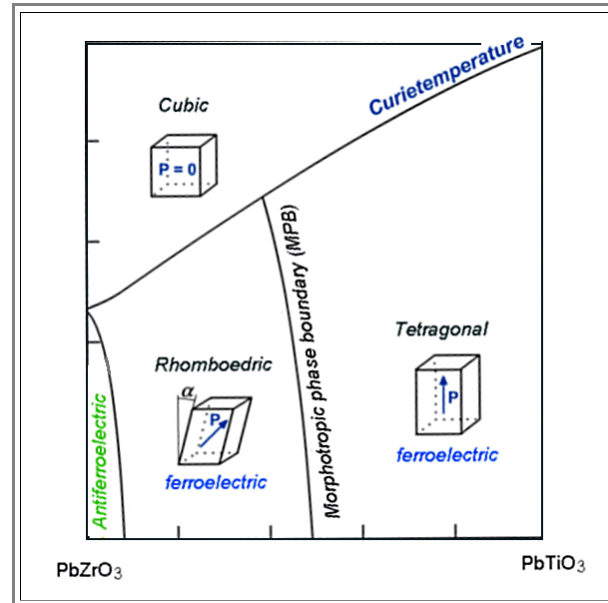 Curietemperature
Cubic
P = 0
Morphotropic phase boundary (MPB)
Tetragonal
P
ferroelectric
Rhomboedric
α
P
ferroelectric
Antiferroelectric
PbZrO₃
PbTiO₃